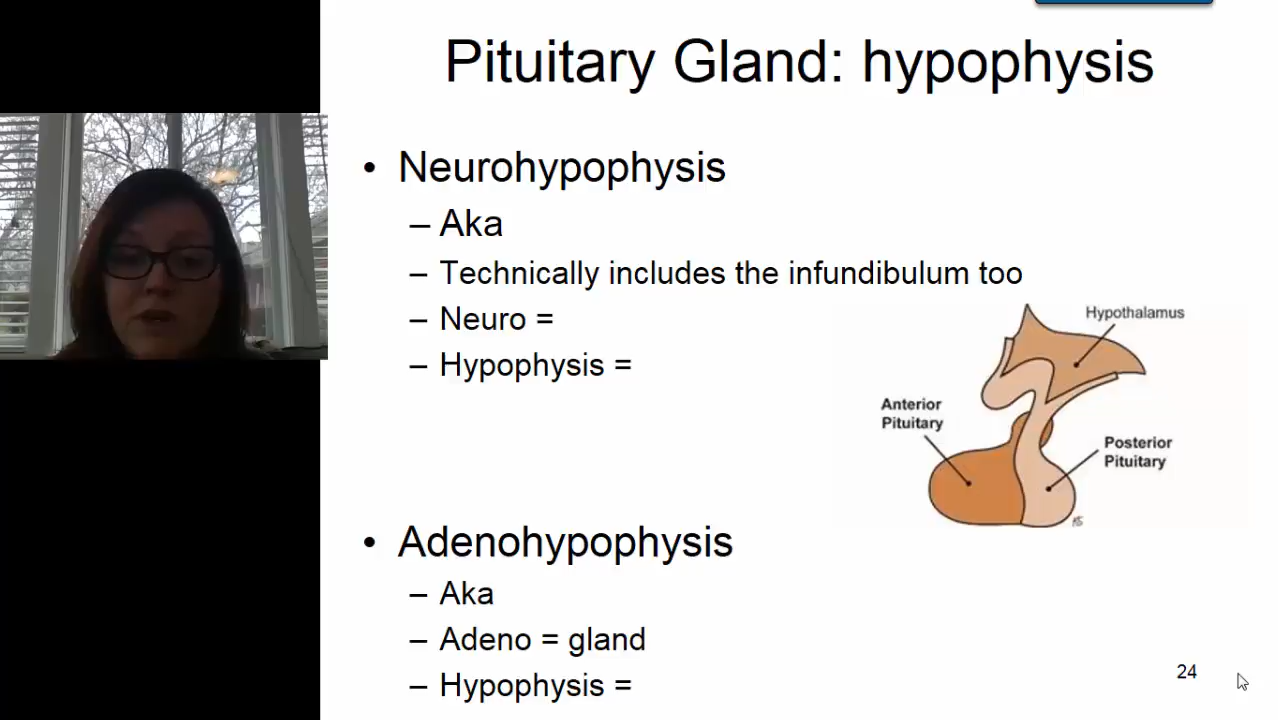 Pituitary Gland: hypophysis
• Neurohypophysis
– Aka
– Technically includes the infundibulum too
– Neuro =
– Hypophysis =
Hypothalamus
Anterior
Pituitary
Posterior
Pituitary
• Adenohypophysis
– Aka
– Adeno = gland
– Hypophysis =
24